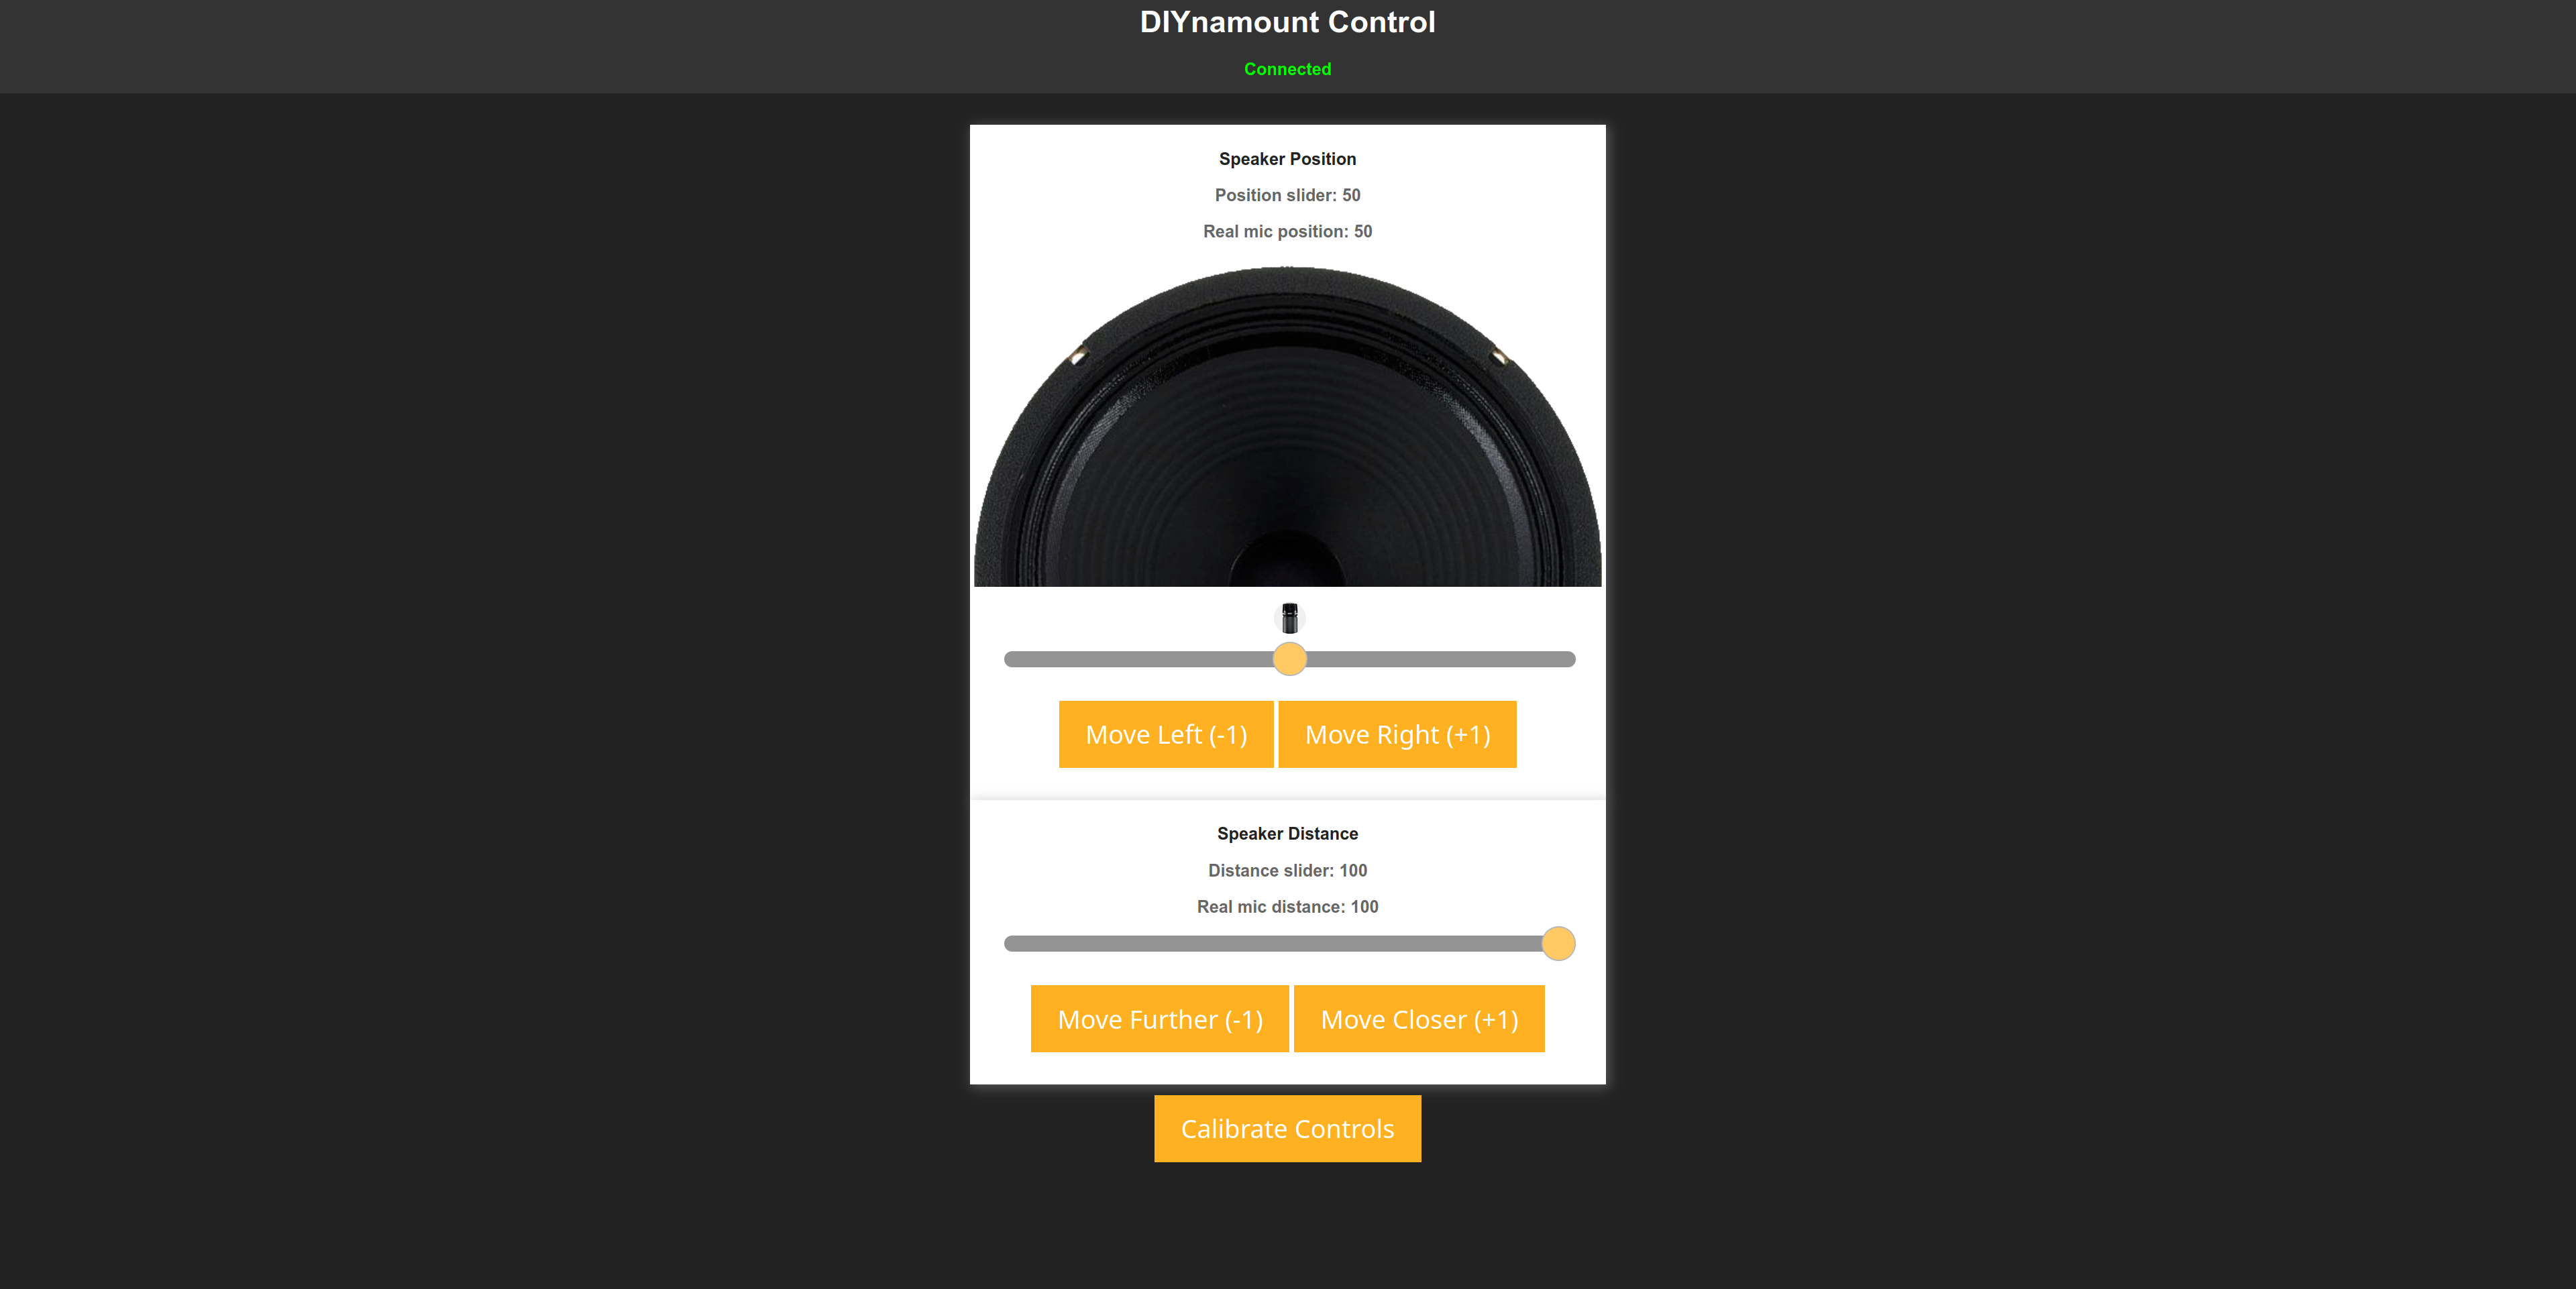 DIYnamount Control
Connected
Speaker Position
Position slider: 50
Real mic position: 50
Move Left (-1)
Move Right (+1)
Speaker Distance
Distance slider: 100
Real mic distance: 100
Move Further (-1)
Move Closer (+1)
Calibrate Controls